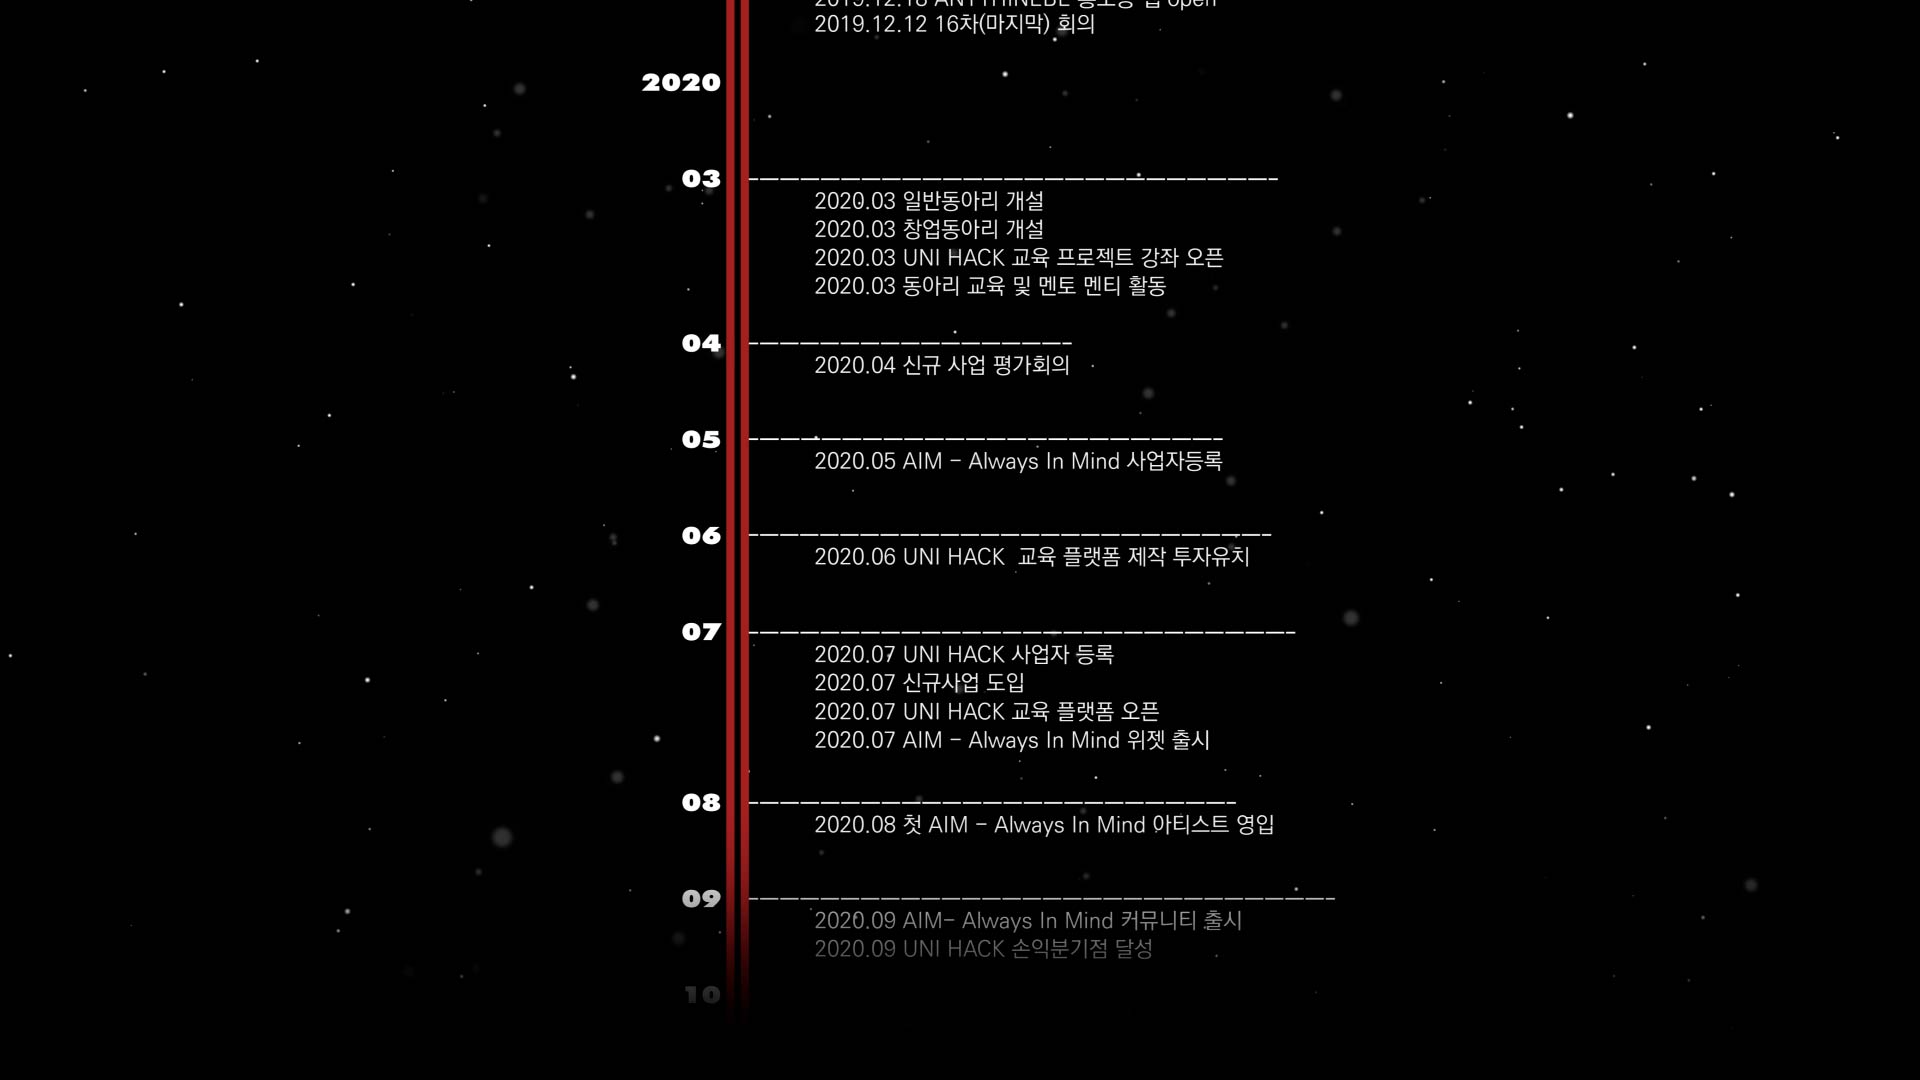 2019.12.18 ANYTHINEBE 홍보용 앱 open
2019.12.12 16차(마지막) 회의
2020
03
2020.03 일반동아리 개설
2020.03 창업동아리 개설
2020.03 UNI HACK 교육 프로젝트 강좌 오픈
2020.03 동아리 교육 및 멘토 멘티 활동
04
2020.04 신규 사업 평가회의
05
2020.05 AIM - Always In Mind 사업자등록
06
2020.06 UNI HACK 교육 플랫폼 제작 투자유치
07
2020.07 UNI HACK 사업자 등록
2020.07 신규사업 도입
2020.07 UNI HACK 교육 플랫폼 오픈
2020.07 AIM - Always In Mind 위젯 출시
08
2020.08 첫 AIM - Always In Mind 아티스트 영입
09
2020.09 AIM- Always In Mind 커뮤니티 출시
2020.09 UNI HACK 손익분기점 달성
10